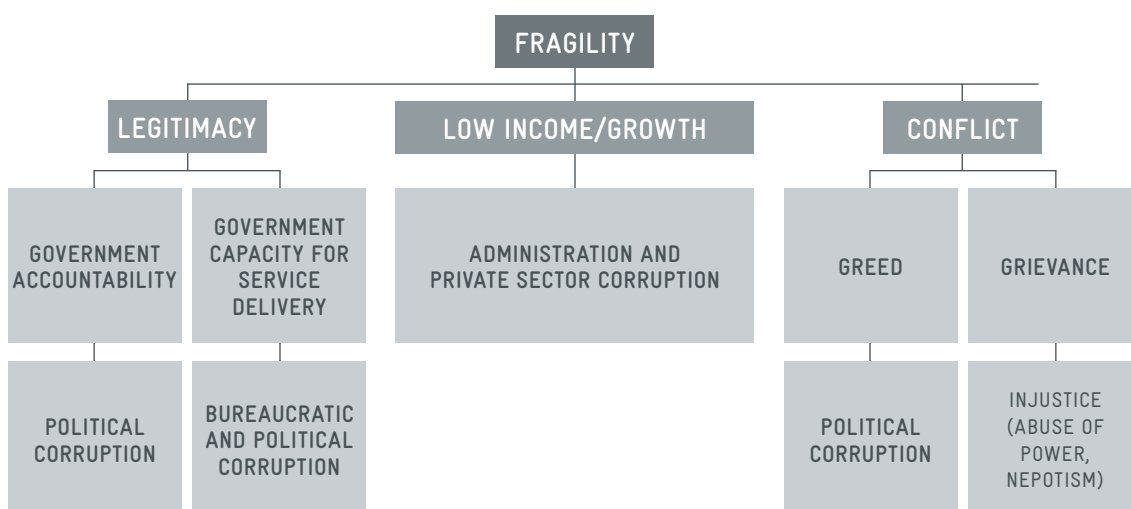 FRAGILITY
LEGITIMACY
LOW INCOME/GROWTH
CONFLICT
GOVERNMENT
ACCOUNTABILITY
GOVERNMENT
CAPACITY FOR
SERVICE
DELIVERY
ADMINISTRATION AND
PRIVATE SECTOR CORRUPTION
GREED
GRIEVANCE
POLITICAL
CORRUPTION
BUREAUCRATIC
AND POLITICAL
CORRUPTION
POLITICAL
CORRUPTION
INJUSTICE
(ABUSE OF
POWER,
NEPOTISM)